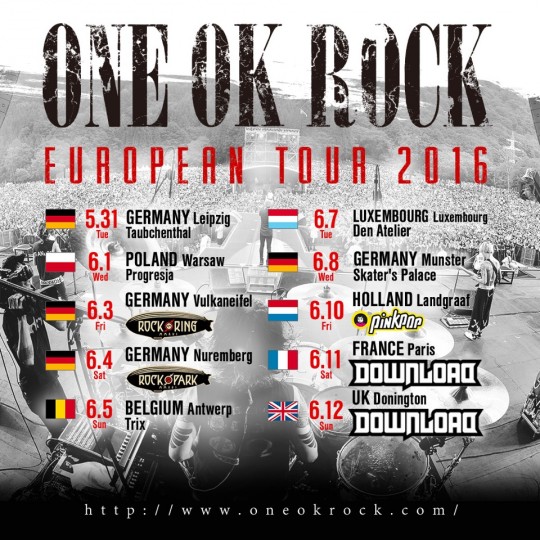 ONE OK ROCK
EUROPEAN TOUR 2016
5.31 Tue GERMANY Leipzig
Taubchenthal
6.1 Wed POLAND Warsaw
Progresja
6.3 Fri GERMANY Vulkaneifel
ROCK RING
6.4 Sat GERMANY Nuremberg
ROCK PARK
6.5 Sun BELGIUM Antwerp
Trix
6.7 Tue LUXEMBOURG Luxembourg
Den Atelier
6.8 Wed GERMANY Munster
Skater's Palace
6.10 Fri HOLLAND Landgraaf
PINKPOP
6.11 Sat FRANCE Paris
DOWNLOAD
6.12 Sun UK Donington
DOWNLOAD
http://www.oneokrock.com/